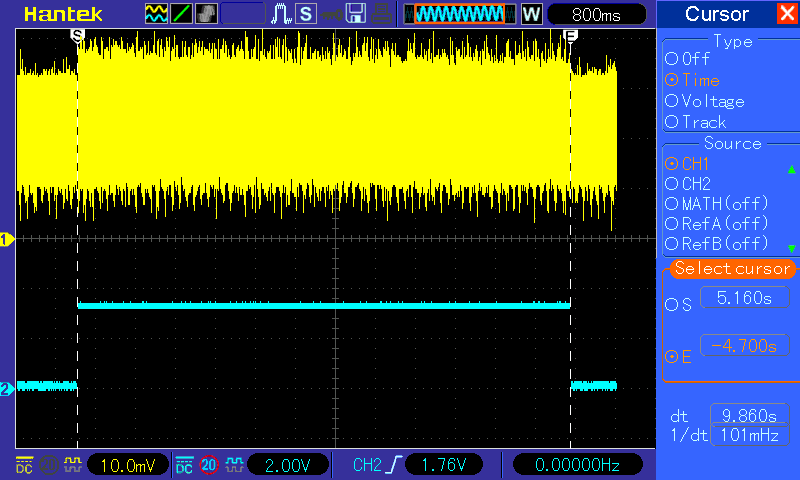 Hantek S W 800ms
Cursor
S E
Type
Off
Time
Voltage
Track
Source
CH1
CH2
MATH(off)
RefA(off)
RefB(off)
Select cursor
S 5.160s
E -4.700s
dt 9.860s
1/dt 101mHz
1
2
DC 20 10.0mV DC 20 2.00V CH2 1.76V 0.00000Hz